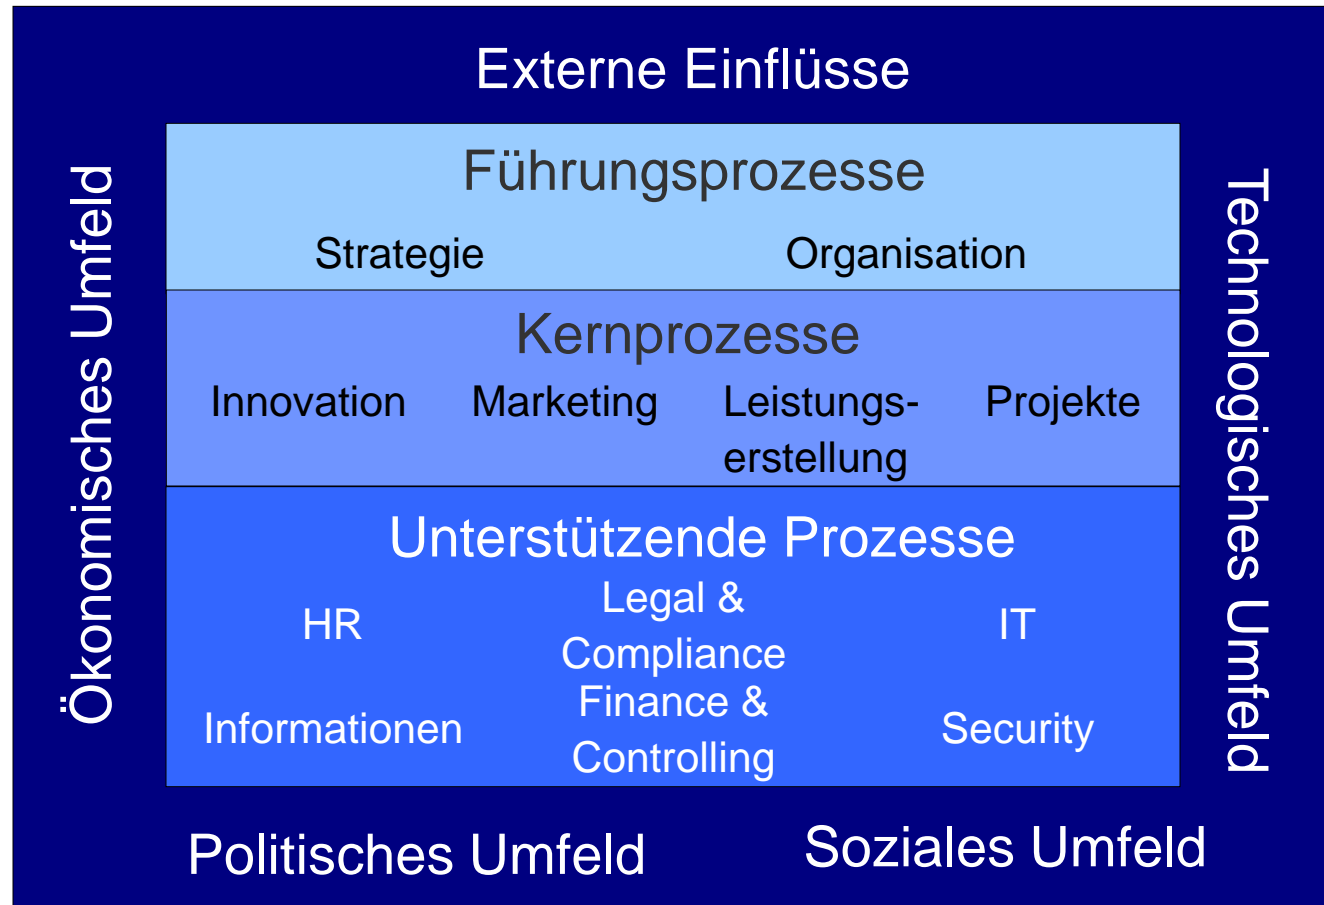 Externe Einflüsse
Ökonomisches Umfeld
Führungsprozesse
Strategie Organisation
Kernprozesse
Innovation Marketing Leistungs- Projekte
erstellung
Unterstützende Prozesse
HR
Legal &
Compliance
IT
Informationen
Finance &
Controlling
Security
Technologisches Umfeld
Politisches Umfeld
Soziales Umfeld